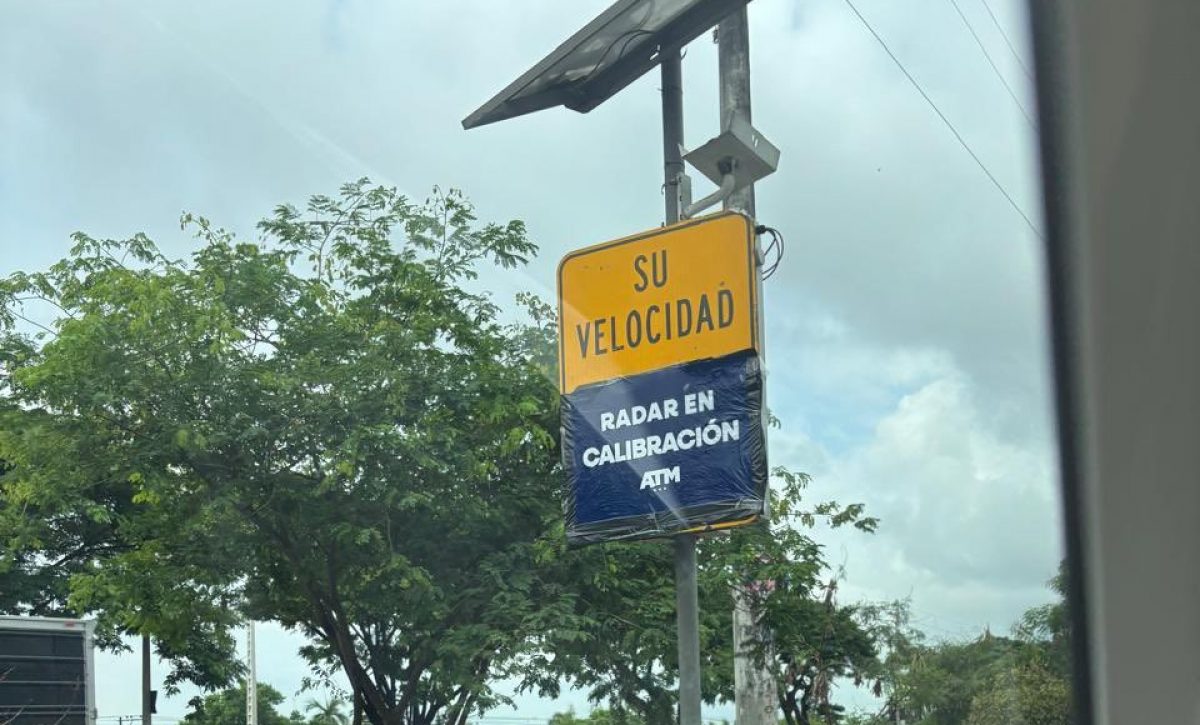 SU
VELOCIDAD
RADAR EN
CALIBRACIÓN
ATM